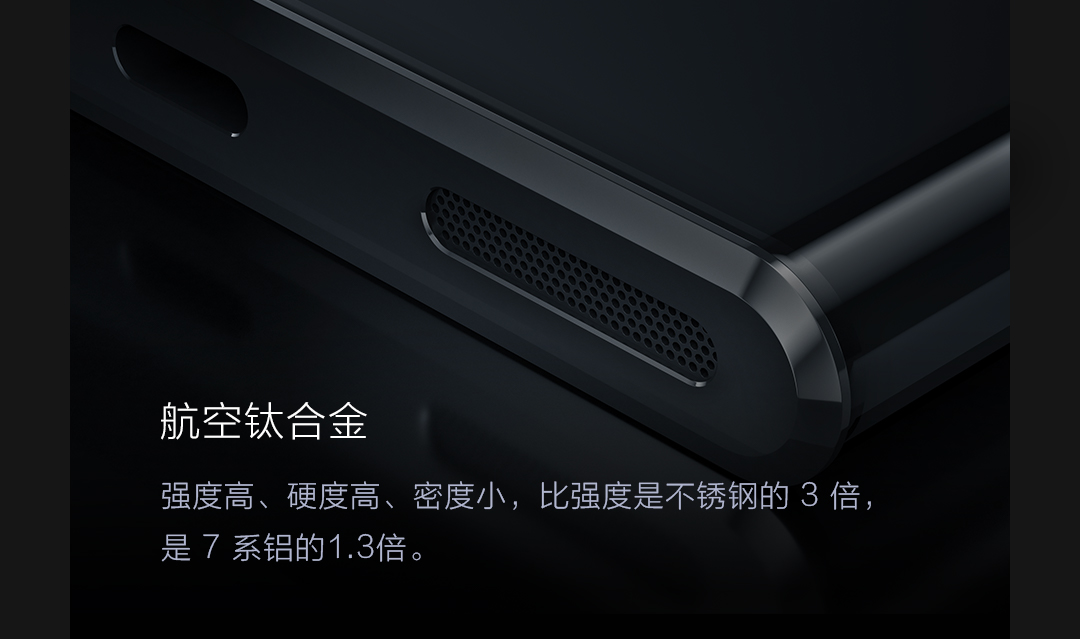 航空钛合金
强度高、硬度高、密度小，比强度是不锈钢的 3 倍，
是 7 系铝的1.3倍。